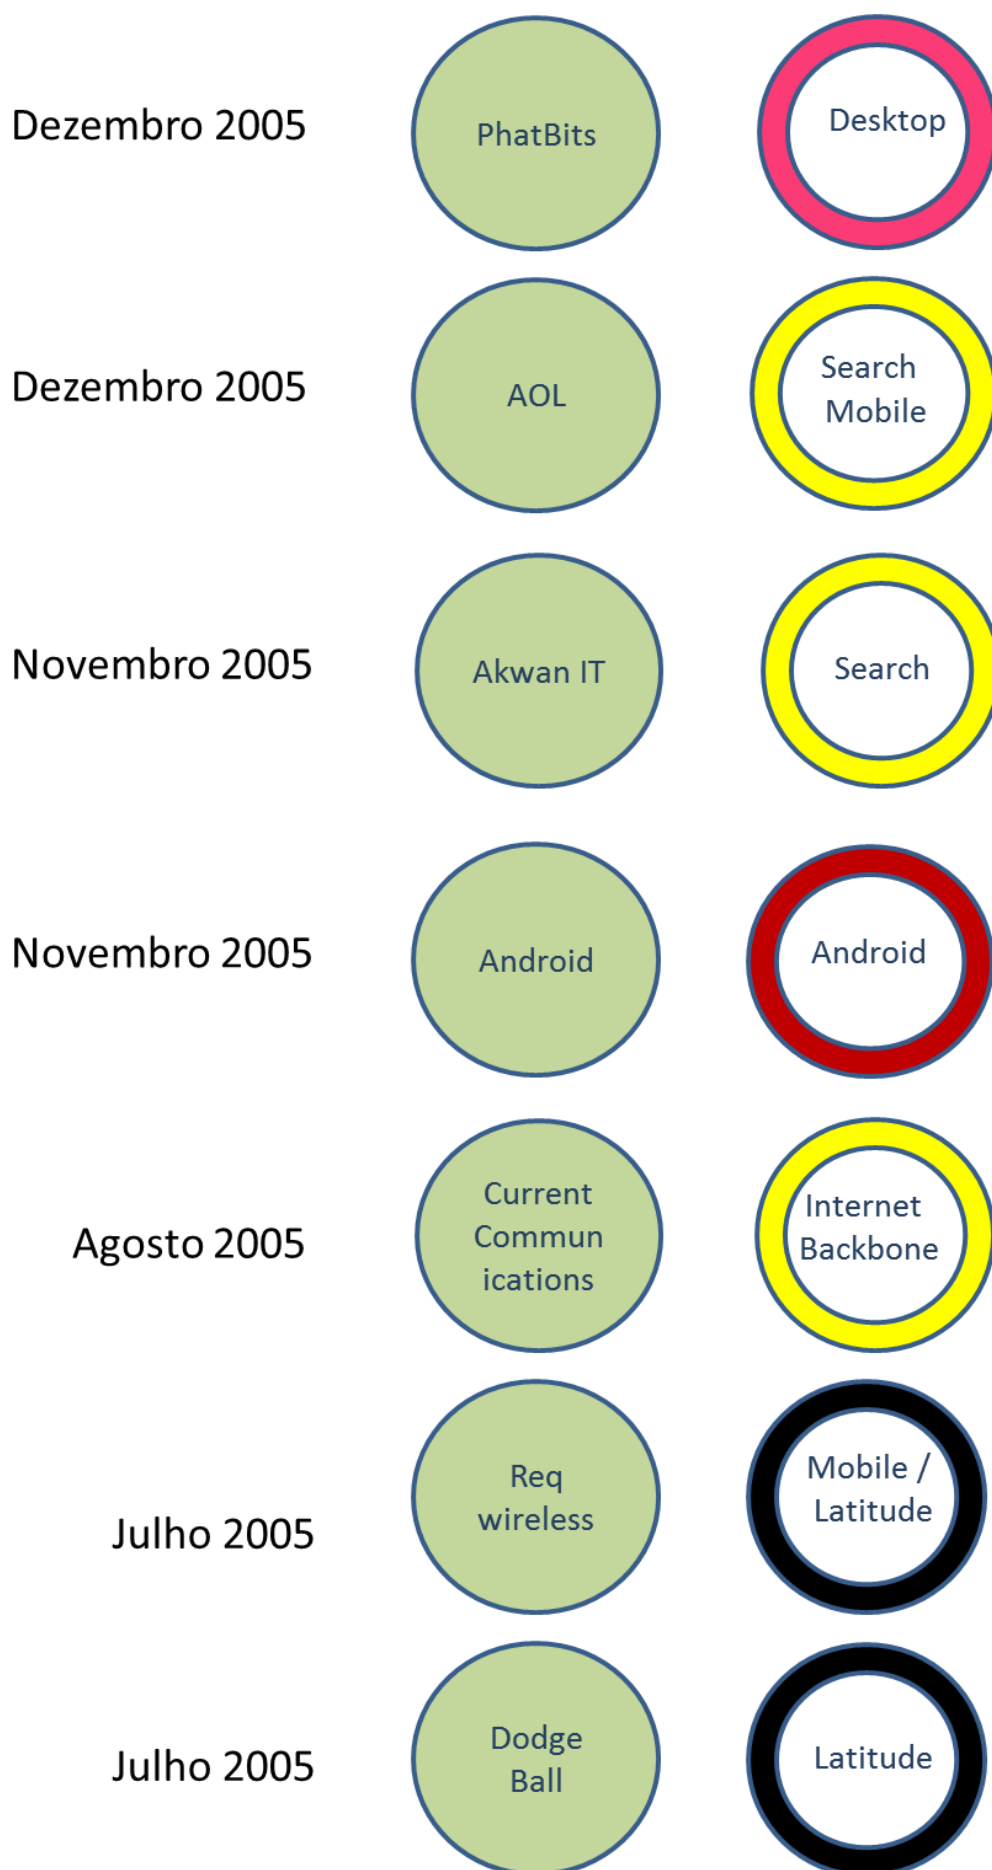 Dezembro 2005
PhatBits
Desktop
Dezembro 2005
AOL
Search
Mobile
Novembro 2005
Akwan IT
Search
Novembro 2005
Android
Android
Agosto 2005
Current
Commun
ications
Internet
Backbone
Julho 2005
Req
wireless
Mobile /
Latitude
Julho 2005
Dodge
Ball
Latitude